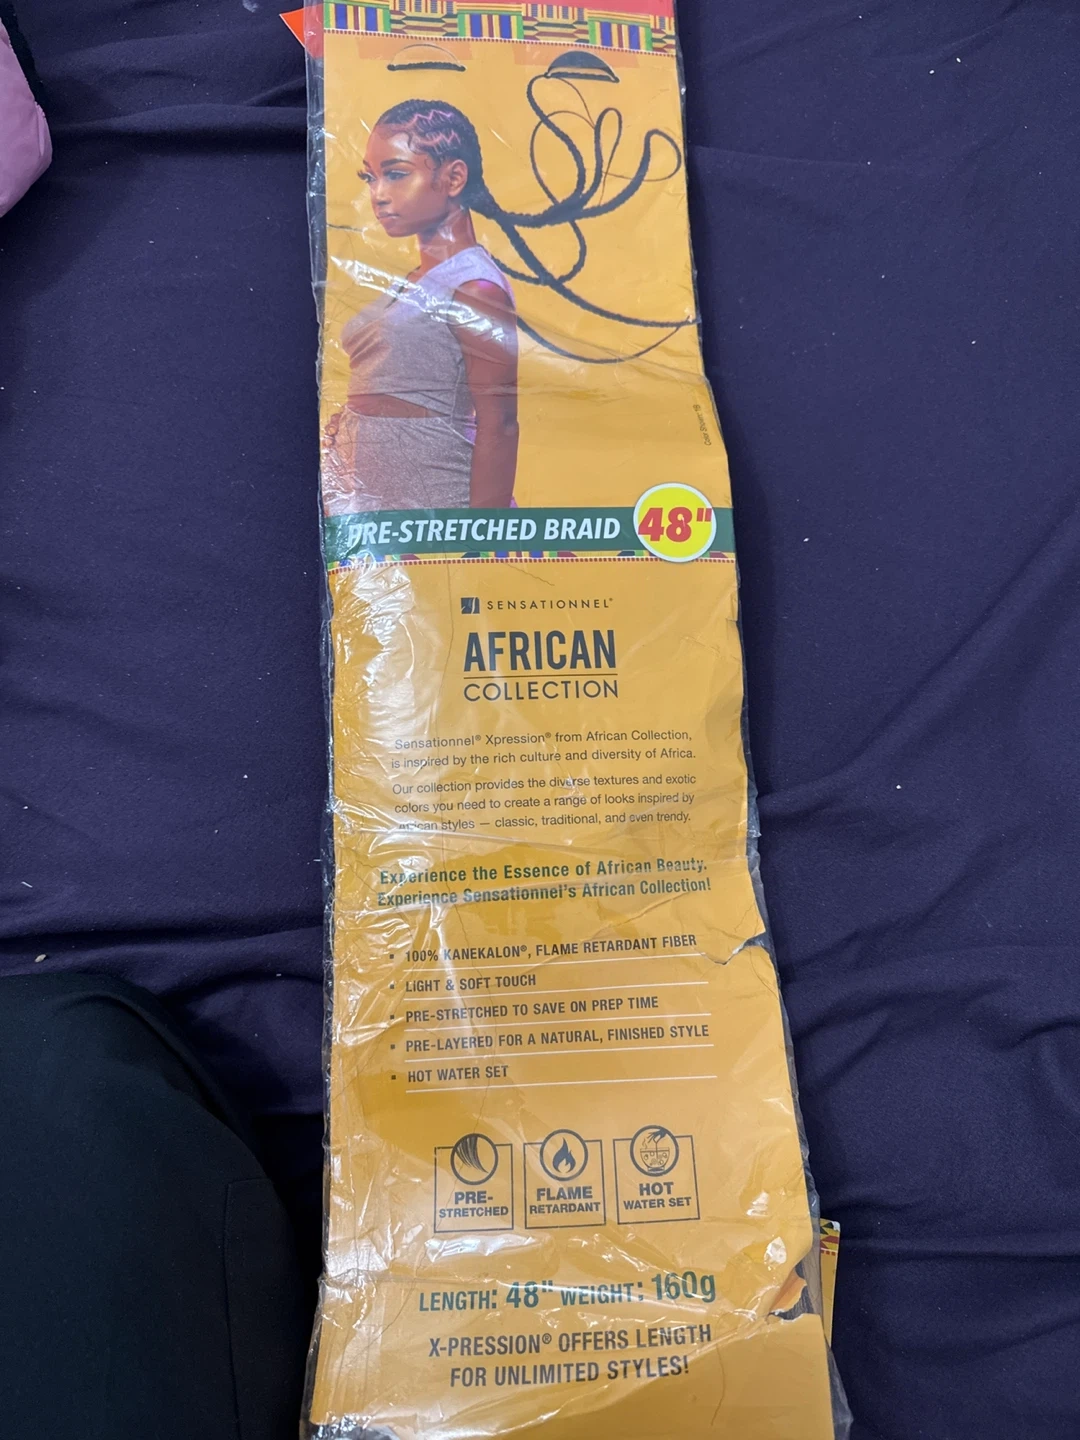 Color Shown: 1B
PRE-STRETCHED BRAID 48"
SENSATIONNEL®
AFRICAN
COLLECTION
Sensationnel® Xpression® from African Collection,
is inspired by the rich culture and diversity of Africa.
Our collection provides the diverse textures and exotic
colors you need to create a range of looks inspired by
African styles — classic, traditional, and even trendy.
Experience the Essence of African Beauty.
Experience Sensationnel's African Collection!
▪ 100% KANEKALON®, FLAME RETARDANT FIBER
▪ LIGHT & SOFT TOUCH
▪ PRE-STRETCHED TO SAVE ON PREP TIME
▪ PRE-LAYERED FOR A NATURAL, FINISHED STYLE
▪ HOT WATER SET
PRE-
STRETCHED
FLAME
RETARDANT
HOT
WATER SET
LENGTH: 48" WEIGHT: 160g
X-PRESSION® OFFERS LENGTH
FOR UNLIMITED STYLES!